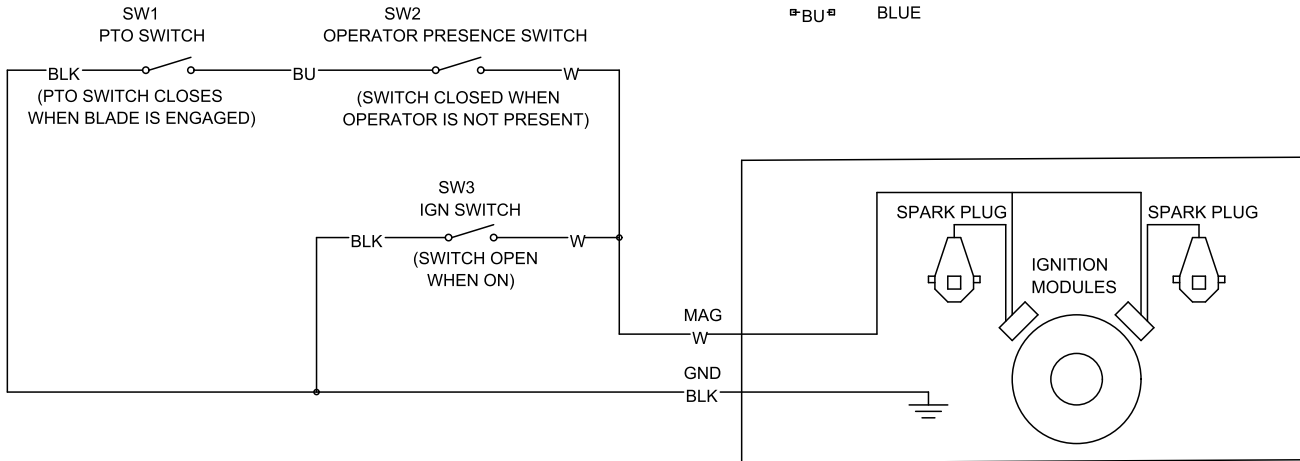 SW1
PTO SWITCH
SW2
OPERATOR PRESENCE SWITCH
BU BLUE
BLK
BU
W
(PTO SWITCH CLOSES
WHEN BLADE IS ENGAGED)
(SWITCH CLOSED WHEN
OPERATOR IS NOT PRESENT)
SW3
IGN SWITCH
BLK
W
(SWITCH OPEN
WHEN ON)
SPARK PLUG
SPARK PLUG
IGNITION
MODULES
MAG
W
GND
BLK